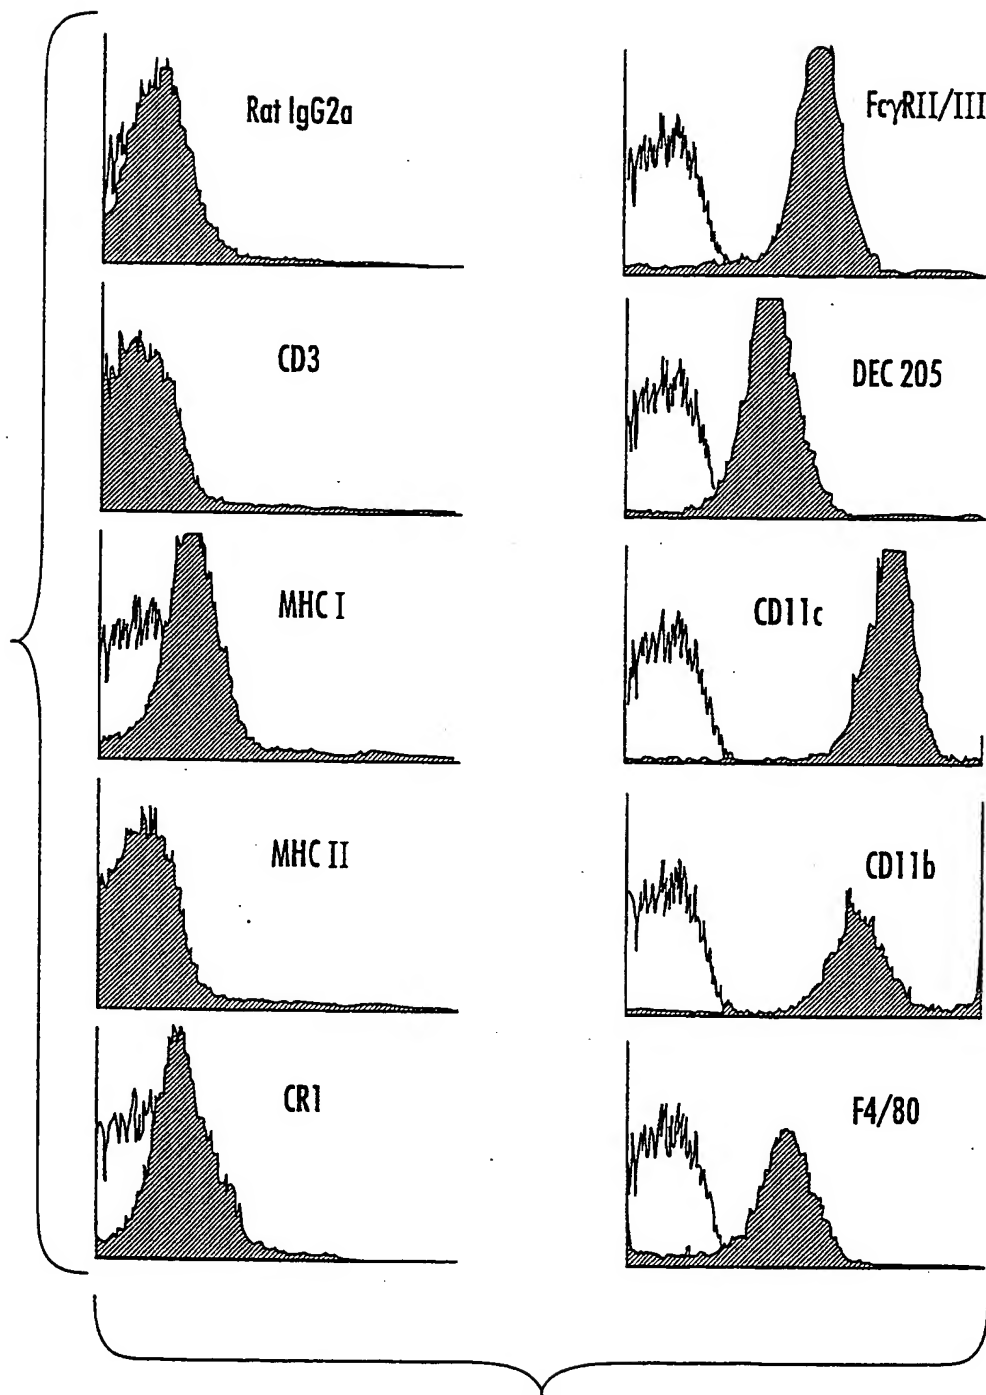 Rat IgG2a
FcγRII/III
CD3
DEC 205
MHC I
CD11c
MHC II
CD11b
CR1
F4/80